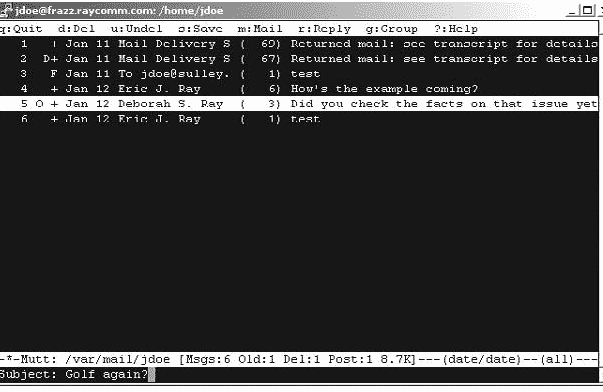 jdoe@frazz.raycomm.com: /home/jdoe
q:Quit d:Del u:Undel s:Save m:Mail r:Reply g:Group ?:Help
1 + Jan 11 Mail Delivery S ( 69) Returned mail: see transcript for details
2 D+ Jan 11 Mail Delivery S ( 67) Returned mail: see transcript for details
3 F Jan 11 To jdoe@sulley. ( 1) test
4 + Jan 12 Eric J. Ray ( 6) How's the example coming?
5 O + Jan 12 Deborah S. Ray ( 3) Did you check the facts on that issue yet
6 + Jan 12 Eric J. Ray ( 1) test
-*-Mutt: /var/mail/jdoe [Msgs:6 Old:1 Del:1 Post:1 8.7K]---(date/date)--(all)---
Subject: Golf again?